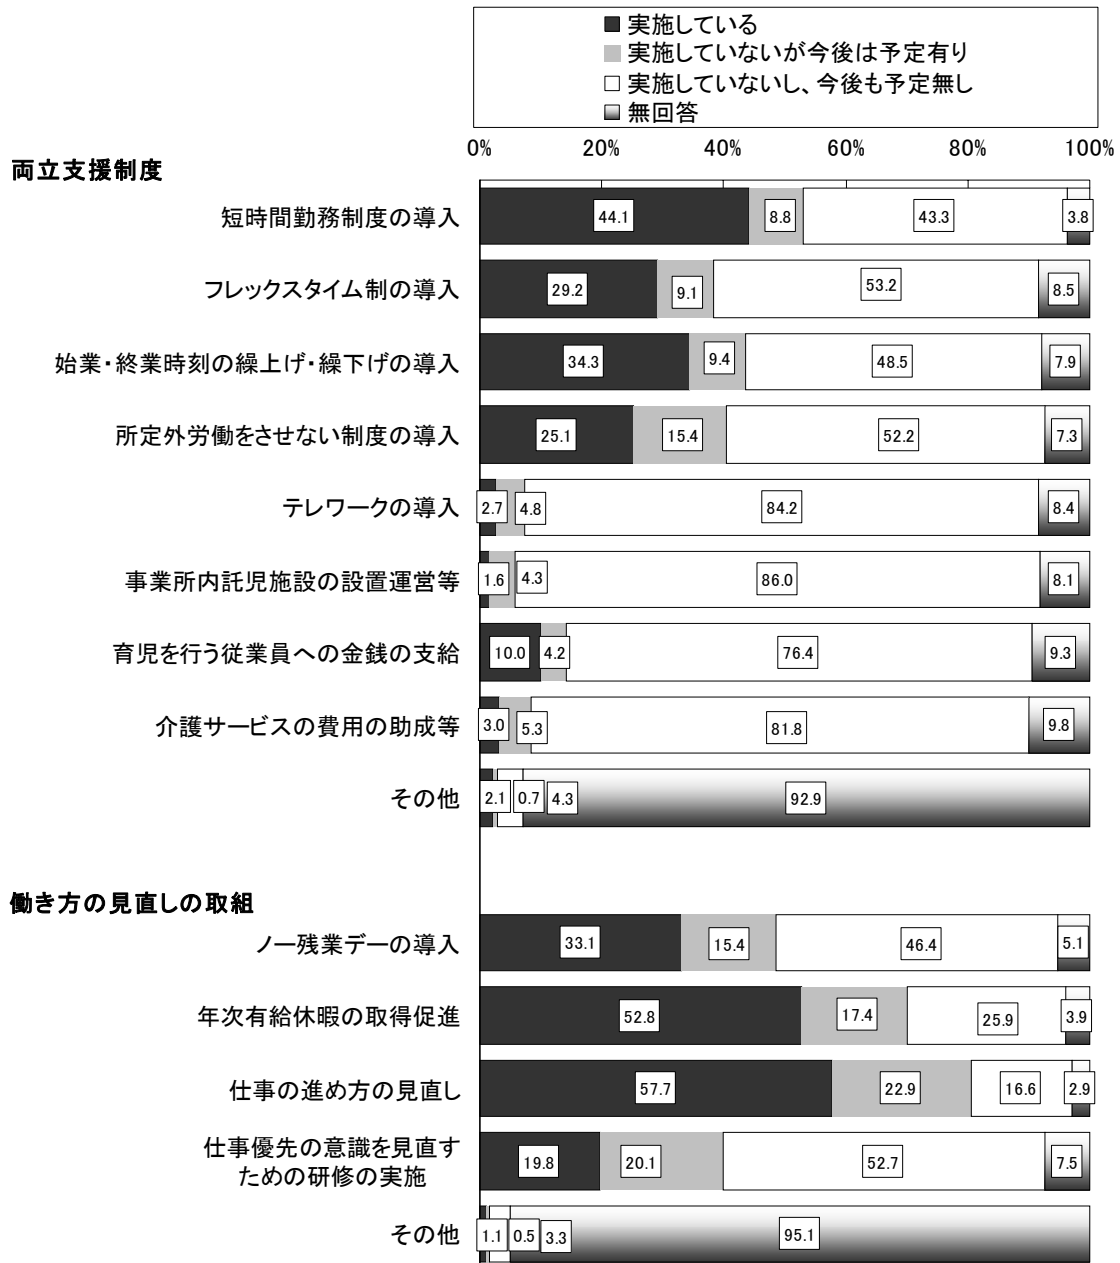 実施している
実施していないが今後は予定有り
実施していないし、今後も予定無し
無回答
0% 20% 40% 60% 80% 100%
両立支援制度
短時間勤務制度の導入 44.1 8.8 43.3 3.8
フレックスタイム制の導入 29.2 9.1 53.2 8.5
始業・終業時刻の繰上げ・繰下げの導入 34.3 9.4 48.5 7.9
所定外労働をさせない制度の導入 25.1 15.4 52.2 7.3
テレワークの導入 2.7 4.8 84.2 8.4
事業所内託児施設の設置運営等 1.6 4.3 86.0 8.1
育児を行う従業員への金銭の支給 10.0 4.2 76.4 9.3
介護サービスの費用の助成等 3.0 5.3 81.8 9.8
その他 2.1 0.7 4.3 92.9
働き方の見直しの取組
ノー残業デーの導入 33.1 15.4 46.4 5.1
年次有給休暇の取得促進 52.8 17.4 25.9 3.9
仕事の進め方の見直し 57.7 22.9 16.6 2.9
仕事優先の意識を見直す
ための研修の実施 19.8 20.1 52.7 7.5
その他 1.1 0.5 3.3 95.1